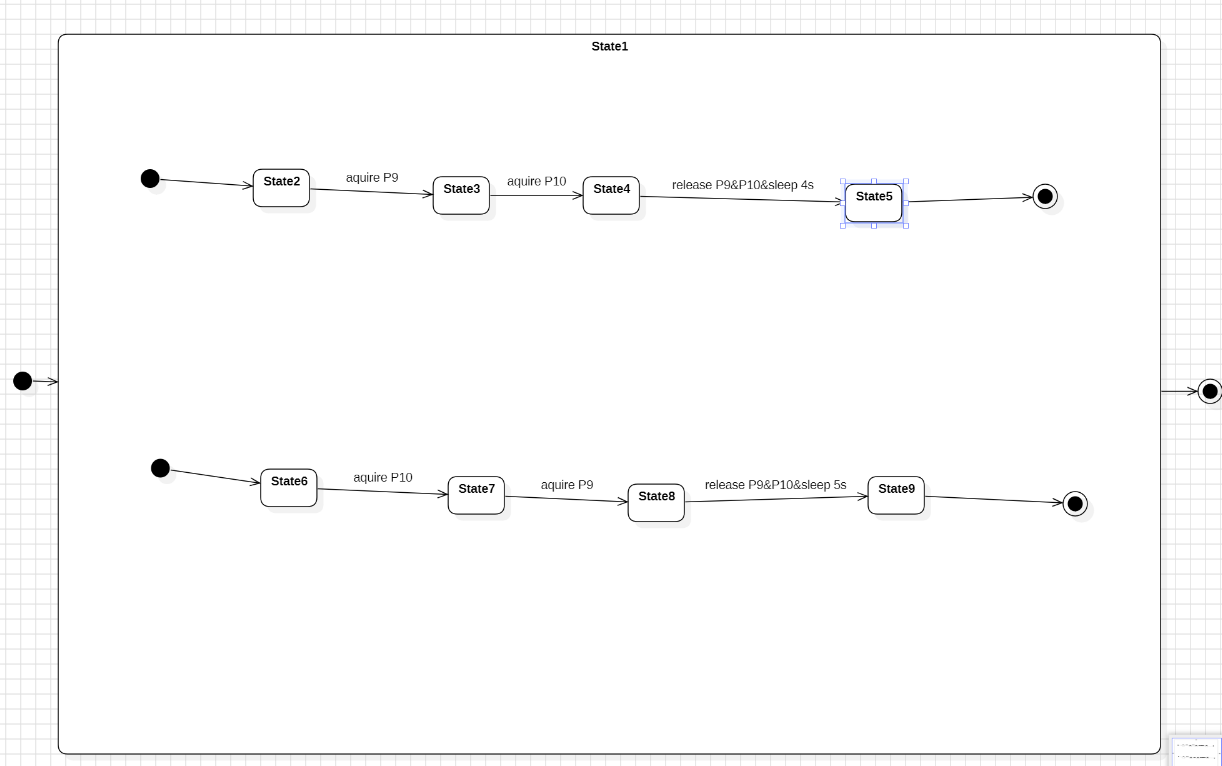 State1
State2
aquire P9
State3
aquire P10
State4
release P9&P10&sleep 4s
State5
State6
aquire P10
State7
aquire P9
State8
release P9&P10&sleep 5s
State9